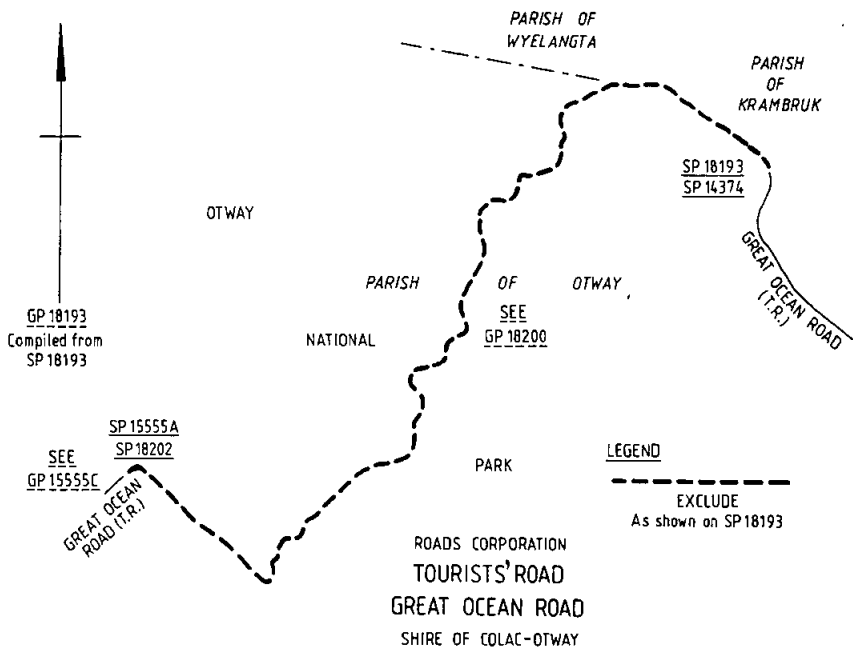 PARISH OF
WYELANGTA
PARISH
OF
KRAMBRUK
SP 18193
SP 14374
OTWAY
GREAT OCEAN ROAD
(T.R.)
PARISH OF OTWAY
SEE
GP 18200
GP 18193
Compiled from
SP 18193
NATIONAL
SP 15555A
SP 18202
SEE
GP 15555C
GREAT OCEAN
ROAD (T.R.)
PARK
LEGEND
EXCLUDE
As shown on SP 18193
ROADS CORPORATION
TOURISTS' ROAD
GREAT OCEAN ROAD
SHIRE OF COLAC-OTWAY